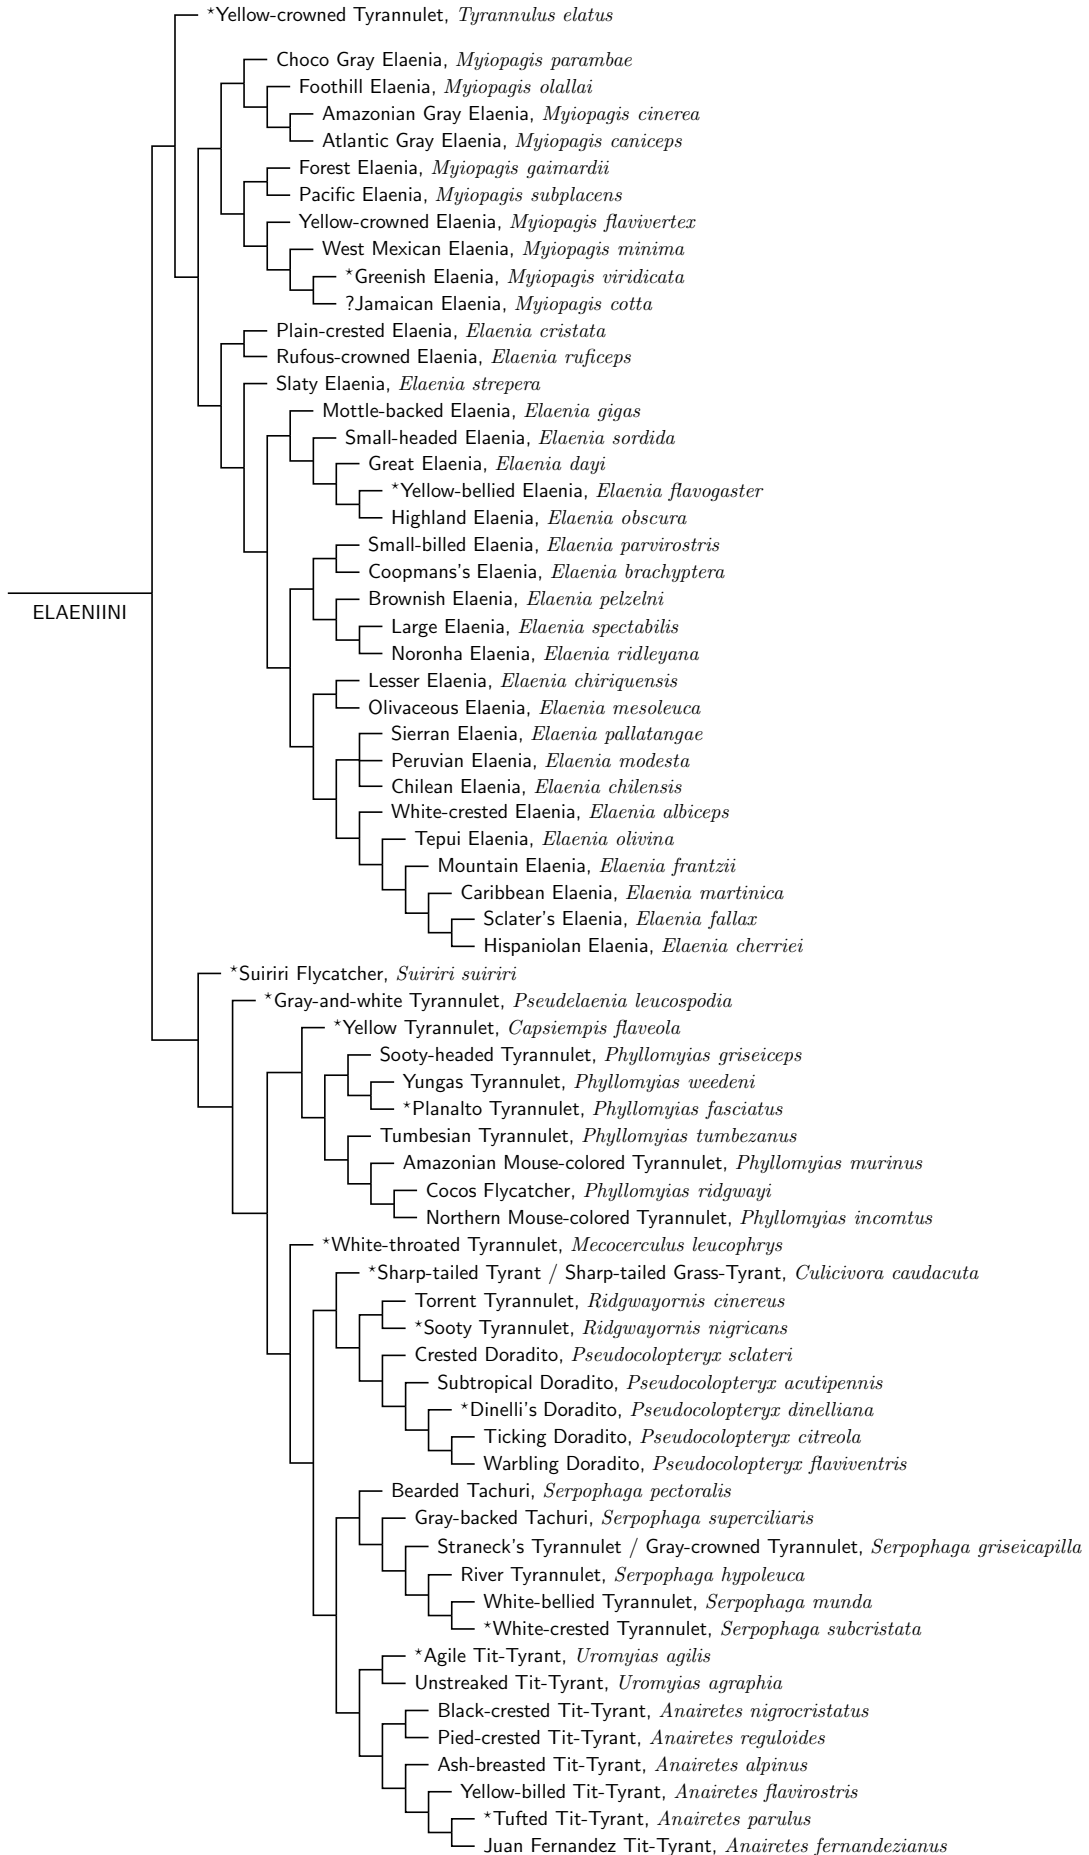 *Yellow-crowned Tyrannulet, Tyrannulus elatus
Choco Gray Elaenia, Myiopagis parambae
Foothill Elaenia, Myiopagis olallai
Amazonian Gray Elaenia, Myiopagis cinerea
Atlantic Gray Elaenia, Myiopagis caniceps
Forest Elaenia, Myiopagis gaimardii
Pacific Elaenia, Myiopagis subplacens
Yellow-crowned Elaenia, Myiopagis flavivertex
West Mexican Elaenia, Myiopagis minima
*Greenish Elaenia, Myiopagis viridicata
?Jamaican Elaenia, Myiopagis cotta
Plain-crested Elaenia, Elaenia cristata
Rufous-crowned Elaenia, Elaenia ruficeps
Slaty Elaenia, Elaenia strepera
Mottle-backed Elaenia, Elaenia gigas
Small-headed Elaenia, Elaenia sordida
Great Elaenia, Elaenia dayi
*Yellow-bellied Elaenia, Elaenia flavogaster
Highland Elaenia, Elaenia obscura
Small-billed Elaenia, Elaenia parvirostris
Coopmans's Elaenia, Elaenia brachyptera
Brownish Elaenia, Elaenia pelzelni
ELAENIINI
Large Elaenia, Elaenia spectabilis
Noronha Elaenia, Elaenia ridleyana
Lesser Elaenia, Elaenia chiriquensis
Olivaceous Elaenia, Elaenia mesoleuca
Sierran Elaenia, Elaenia pallatangae
Peruvian Elaenia, Elaenia modesta
Chilean Elaenia, Elaenia chilensis
White-crested Elaenia, Elaenia albiceps
Tepui Elaenia, Elaenia olivina
Mountain Elaenia, Elaenia frantzii
Caribbean Elaenia, Elaenia martinica
Sclater's Elaenia, Elaenia fallax
Hispaniolan Elaenia, Elaenia cherriei
*Suiriri Flycatcher, Suiriri suiriri
*Gray-and-white Tyrannulet, Pseudelaenia leucospodia
*Yellow Tyrannulet, Capsiempis flaveola
Sooty-headed Tyrannulet, Phyllomyias griseiceps
Yungas Tyrannulet, Phyllomyias weedeni
*Planalto Tyrannulet, Phyllomyias fasciatus
Tumbesian Tyrannulet, Phyllomyias tumbezanus
Amazonian Mouse-colored Tyrannulet, Phyllomyias murinus
Cocos Flycatcher, Phyllomyias ridgwayi
Northern Mouse-colored Tyrannulet, Phyllomyias incomtus
*White-throated Tyrannulet, Mecocerculus leucophrys
*Sharp-tailed Tyrant / Sharp-tailed Grass-Tyrant, Culicivora caudacuta
Torrent Tyrannulet, Ridgwayornis cinereus
*Sooty Tyrannulet, Ridgwayornis nigricans
Crested Doradito, Pseudocolopteryx sclateri
Subtropical Doradito, Pseudocolopteryx acutipennis
*Dinelli's Doradito, Pseudocolopteryx dinelliana
Ticking Doradito, Pseudocolopteryx citreola
Warbling Doradito, Pseudocolopteryx flaviventris
Bearded Tachuri, Serpophaga pectoralis
Gray-backed Tachuri, Serpophaga superciliaris
Straneck's Tyrannulet / Gray-crowned Tyrannulet, Serpophaga griseicapilla
River Tyrannulet, Serpophaga hypoleuca
White-bellied Tyrannulet, Serpophaga munda
*White-crested Tyrannulet, Serpophaga subcristata
*Agile Tit-Tyrant, Uromyias agilis
Unstreaked Tit-Tyrant, Uromyias agraphia
Black-crested Tit-Tyrant, Anairetes nigrocristatus
Pied-crested Tit-Tyrant, Anairetes reguloides
Ash-breasted Tit-Tyrant, Anairetes alpinus
Yellow-billed Tit-Tyrant, Anairetes flavirostris
*Tufted Tit-Tyrant, Anairetes parulus
Juan Fernandez Tit-Tyrant, Anairetes fernandezianus